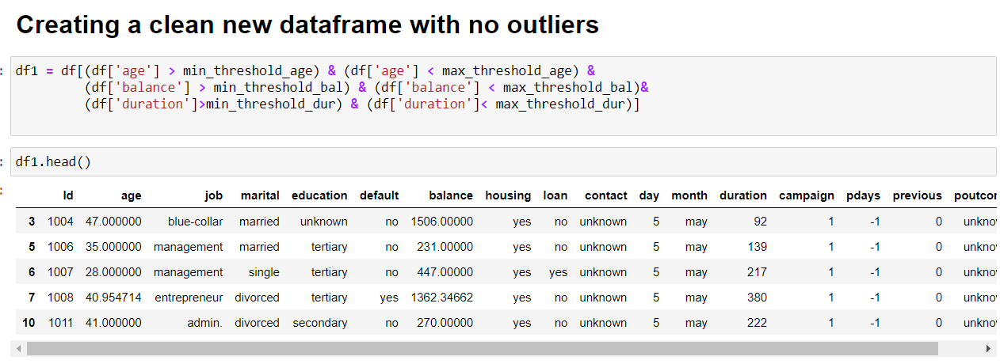 Creating a clean new dataframe with no outliers
: df1 = df[(df['age'] > min_threshold_age) & (df['age'] < max_threshold_age) &
(df['balance'] > min_threshold_bal) & (df['balance'] < max_threshold_bal)&
(df['duration']>min_threshold_dur) & (df['duration']< max_threshold_dur)]
: df1.head()
:
Id age job marital education default balance housing loan contact day month duration campaign pdays previous poutcon
3 1004 47.000000 blue-collar married unknown no 1506.00000 yes no unknown 5 may 92 1 -1 0 unkno
5 1006 35.000000 management married tertiary no 231.00000 yes no unknown 5 may 139 1 -1 0 unkno
6 1007 28.000000 management single tertiary no 447.00000 yes yes unknown 5 may 217 1 -1 0 unkno
7 1008 40.954714 entrepreneur divorced tertiary yes 1362.34662 yes no unknown 5 may 380 1 -1 0 unkno
10 1011 41.000000 admin. divorced secondary no 270.00000 yes no unknown 5 may 222 1 -1 0 unkno